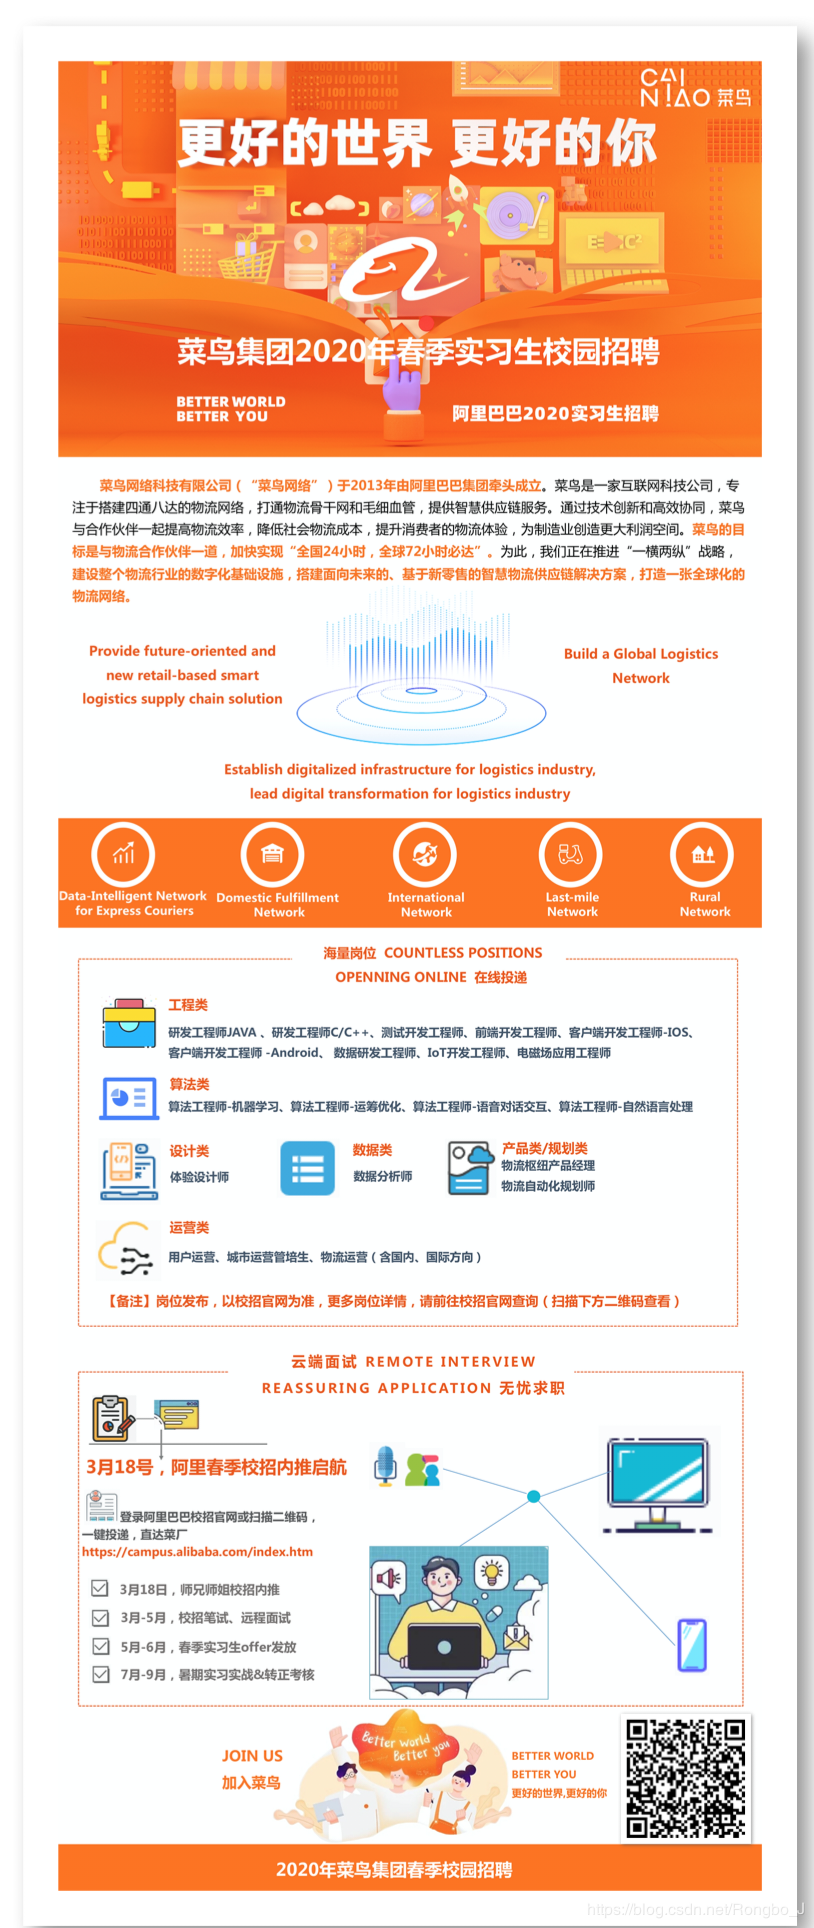 CAI
NIAO 菜鸟
更好的世界 更好的你
E=MC²
菜鸟集团2020年春季实习生校园招聘
BETTER WORLD
BETTER YOU
阿里巴巴2020实习生招聘
菜鸟网络科技有限公司（“菜鸟网络”）于2013年由阿里巴巴集团牵头成立。菜鸟是一家互联网科技公司，专
注于搭建四通八达的物流网络，打通物流骨干网和毛细血管，提供智慧供应链服务。通过技术创新和高效协同，菜鸟
与合作伙伴一起提高物流效率，降低社会物流成本，提升消费者的物流体验，为制造业创造更大利润空间。菜鸟的目
标是与物流合作伙伴一道，加快实现“全国24小时，全球72小时必达”。为此，我们正在推进“一横两纵”战略，
建设整个物流行业的数字化基础设施，搭建面向未来的、基于新零售的智慧物流供应链解决方案，打造一张全球化的
物流网络。
Provide future-oriented and
new retail-based smart
logistics supply chain solution
Build a Global Logistics
Network
Establish digitalized infrastructure for logistics industry,
lead digital transformation for logistics industry
Data-Intelligent Network
for Express Couriers
Domestic Fulfillment
Network
International
Network
Last-mile
Network
Rural
Network
海量岗位 COUNTLESS POSITIONS
OPENNING ONLINE 在线投递
工程类
研发工程师JAVA 、研发工程师C/C++、测试开发工程师、前端开发工程师、客户端开发工程师-IOS、
客户端开发工程师 -Android、 数据研发工程师、IoT开发工程师、电磁场应用工程师
算法类
算法工程师-机器学习、算法工程师-运筹优化、算法工程师-语音对话交互、算法工程师-自然语言处理
设计类
体验设计师
数据类
数据分析师
产品类/规划类
物流枢纽产品经理
物流自动化规划师
运营类
用户运营、城市运营管培生、物流运营（含国内、国际方向）
【备注】岗位发布，以校招官网为准，更多岗位详情，请前往校招官网查询（扫描下方二维码查看）
云端面试 REMOTE INTERVIEW
REASSURING APPLICATION 无忧求职
3月18号，阿里春季校招内推启航
登录阿里巴巴校招官网或扫描二维码，
一键投递，直达菜厂
https://campus.alibaba.com/index.htm
3月18日，师兄师姐校招内推
3月-5月，校招笔试、远程面试
5月-6月，春季实习生offer发放
7月-9月，暑期实习实战&转正考核
JOIN US
加入菜鸟
Better world
Better you
BETTER WORLD
BETTER YOU
更好的世界,更好的你
2020年菜鸟集团春季校园招聘
https://blog.csdn.net/Rongbo_J